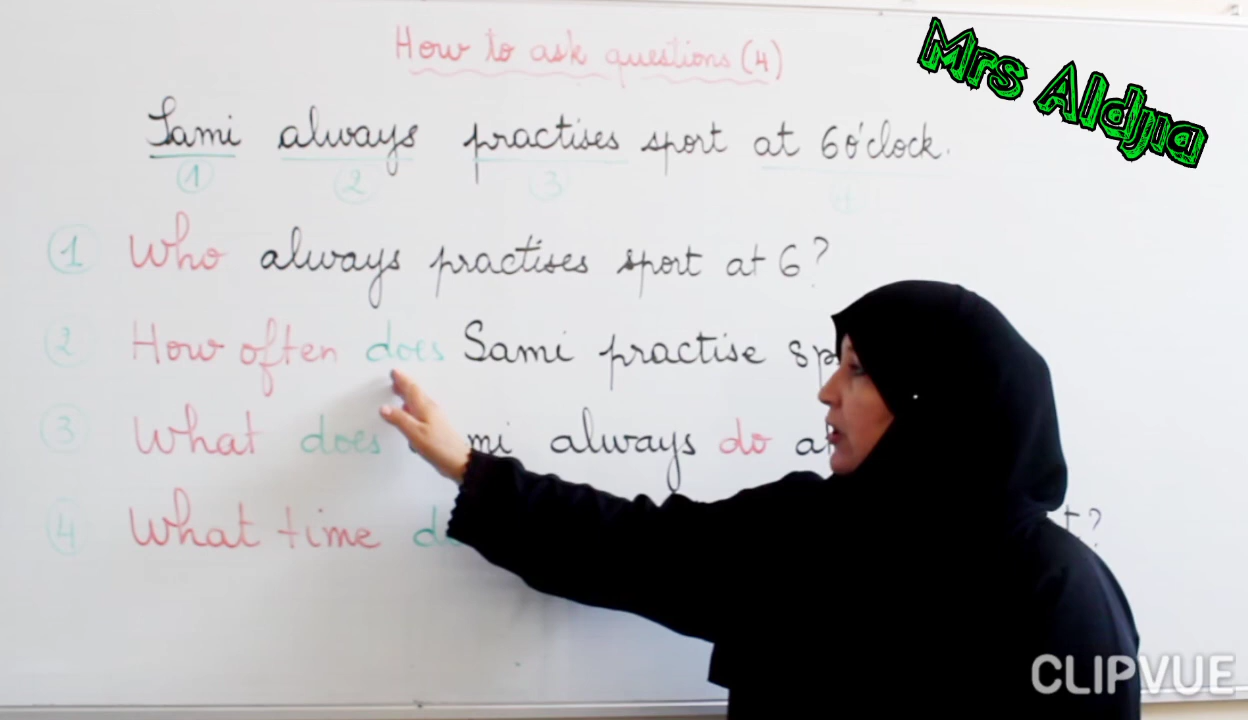 How to ask questions (4)
Mrs Aldjia
Sami always practises sport at 6 o'clock.
1 2 3 4
1 Who always practises sport at 6?
2 How often does Sami practise sp
3 What does mi always do at
4 What time d t?
CLIPVUE